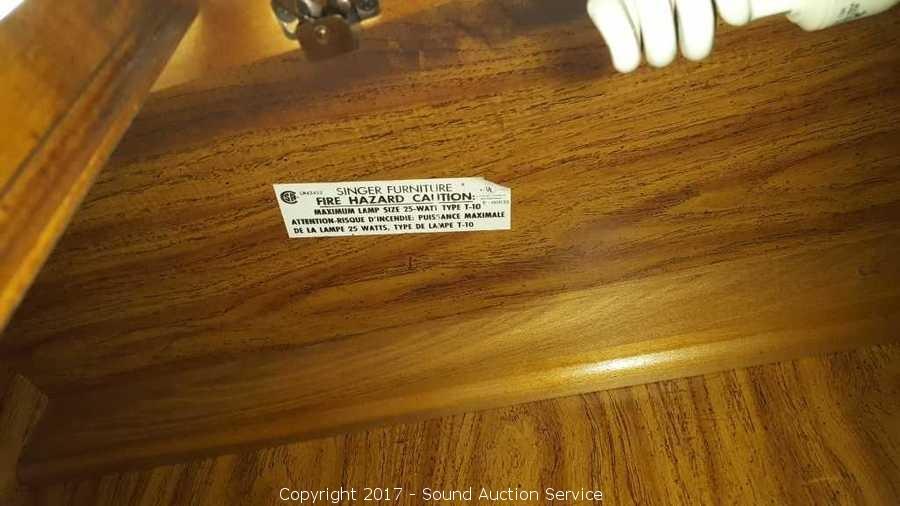 SINGER FURNITURE
FIRE HAZARD CAUTION:
MAXIMUM LAMP SIZE 25-WATT TYPE T-10
ATTENTION-RISQUE D'INCENDIE: PUISSANCE MAXIMALE
DE LA LAMPE 25 WATTS, TYPE DE LAMPE T-10
Copyright 2017 - Sound Auction Service